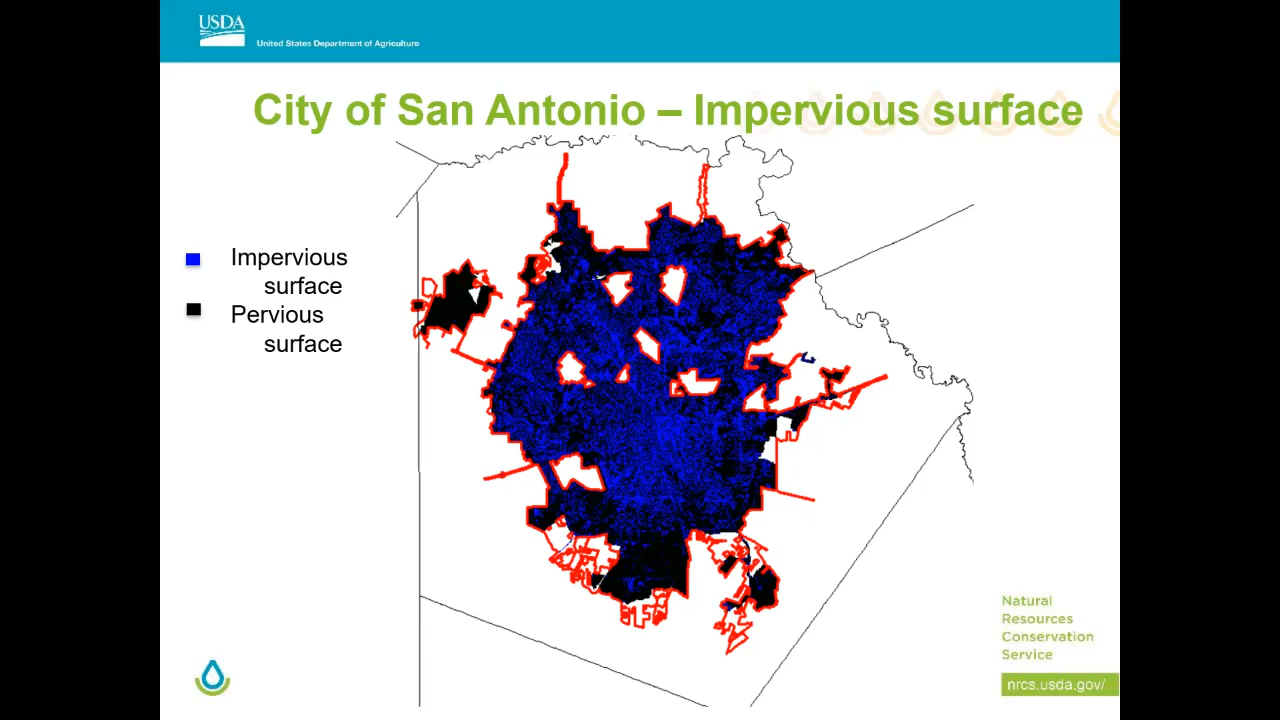 USDA
United States Department of Agriculture
City of San Antonio – Impervious surface
Impervious
surface
Pervious
surface
Natural
Resources
Conservation
Service
nrcs.usda.gov/